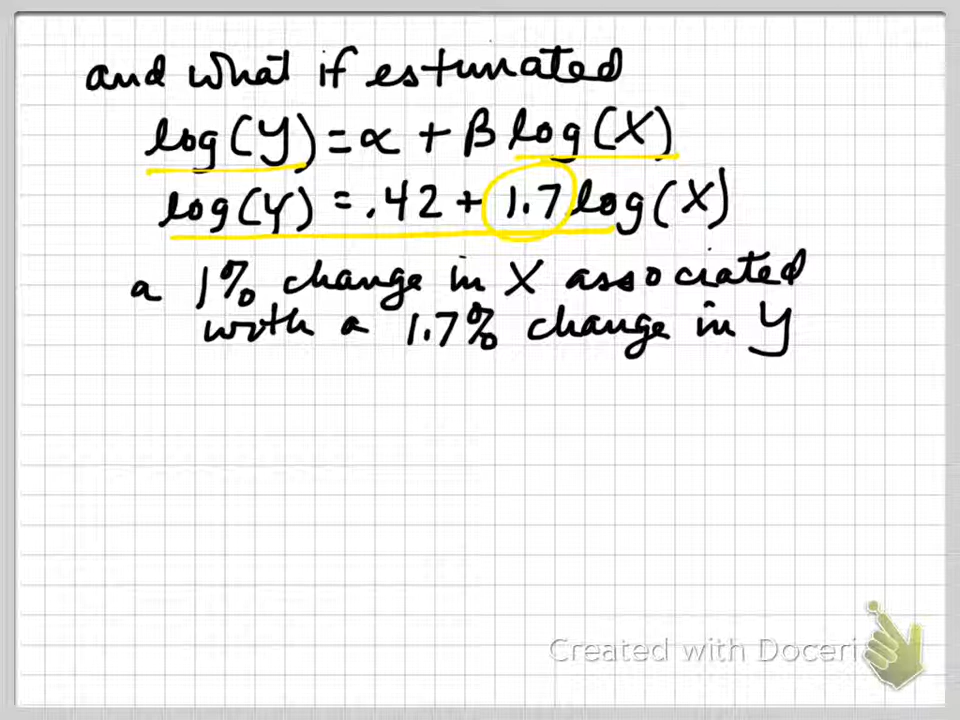 and what if estimated
log(Y) = α + β log(X)
log(Y) = .42 + 1.7 log(X)
a 1% change in X associated
with a 1.7% change in Y
Created with Doceri